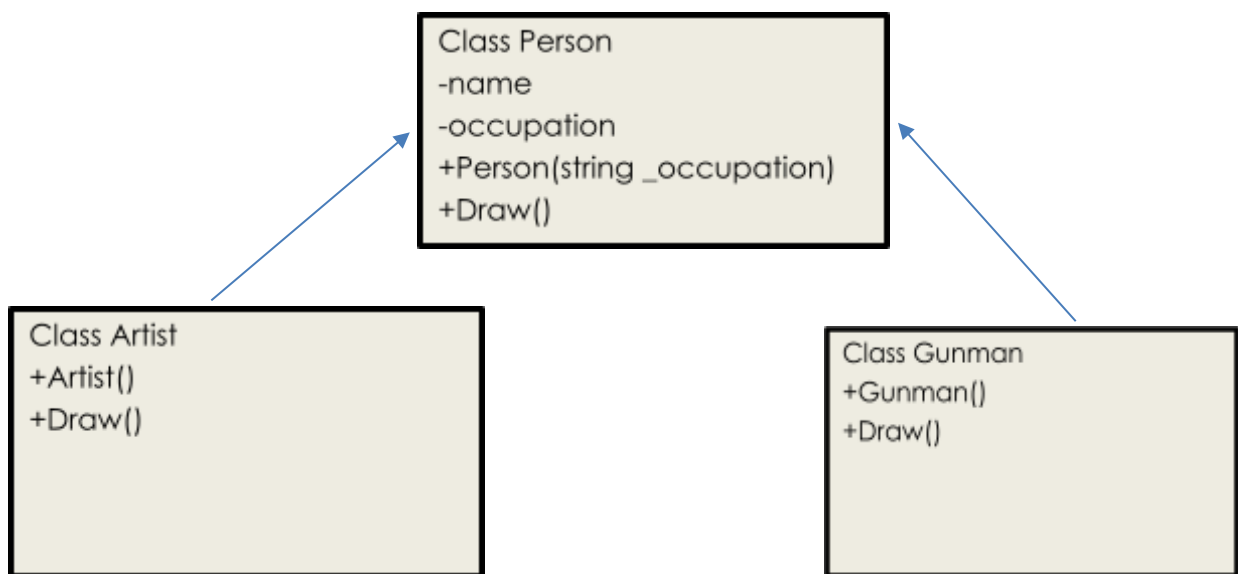 Class Person
-name
-occupation
+Person(string _occupation)
+Draw()
Class Artist
+Artist()
+Draw()
Class Gunman
+Gunman()
+Draw()